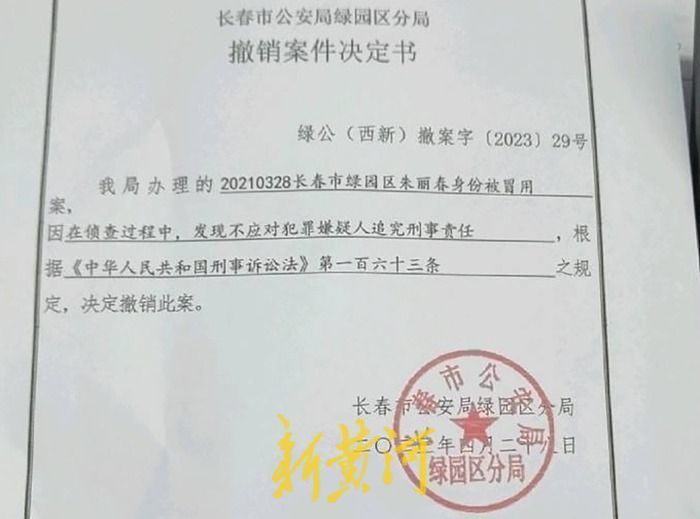 长春市公安局绿园区分局
撤销案件决定书
绿公（西新）撤案字〔2023〕29号
我局办理的20210328长春市绿园区朱丽春身份被冒用
案，
因在侦查过程中，发现不应对犯罪嫌疑人追究刑事责任，根
据《中华人民共和国刑事诉讼法》第一百六十三条之规
定，决定撤销此案。
长春市公安局绿园区分局
二〇二三年四月二十日
长春市公安局
绿园区分局
新黄河